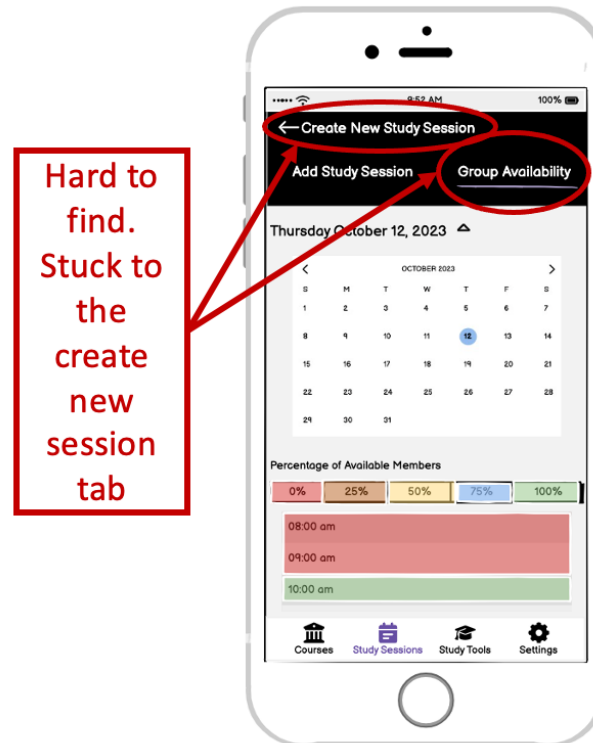 9:52 AM 100%
←Create New Study Session
Add Study Session Group Availability
Hard to
find.
Stuck to
the
create
new
session
tab
Thursday October 12, 2023
< OCTOBER 2023 >
S M T W T F S
1 2 3 4 5 6 7
8 9 10 11 12 13 14
15 16 17 18 19 20 21
22 23 24 25 26 27 28
29 30 31
Percentage of Available Members
0% 25% 50% 75% 100%
08:00 am
09:00 am
10:00 am
Courses Study Sessions Study Tools Settings